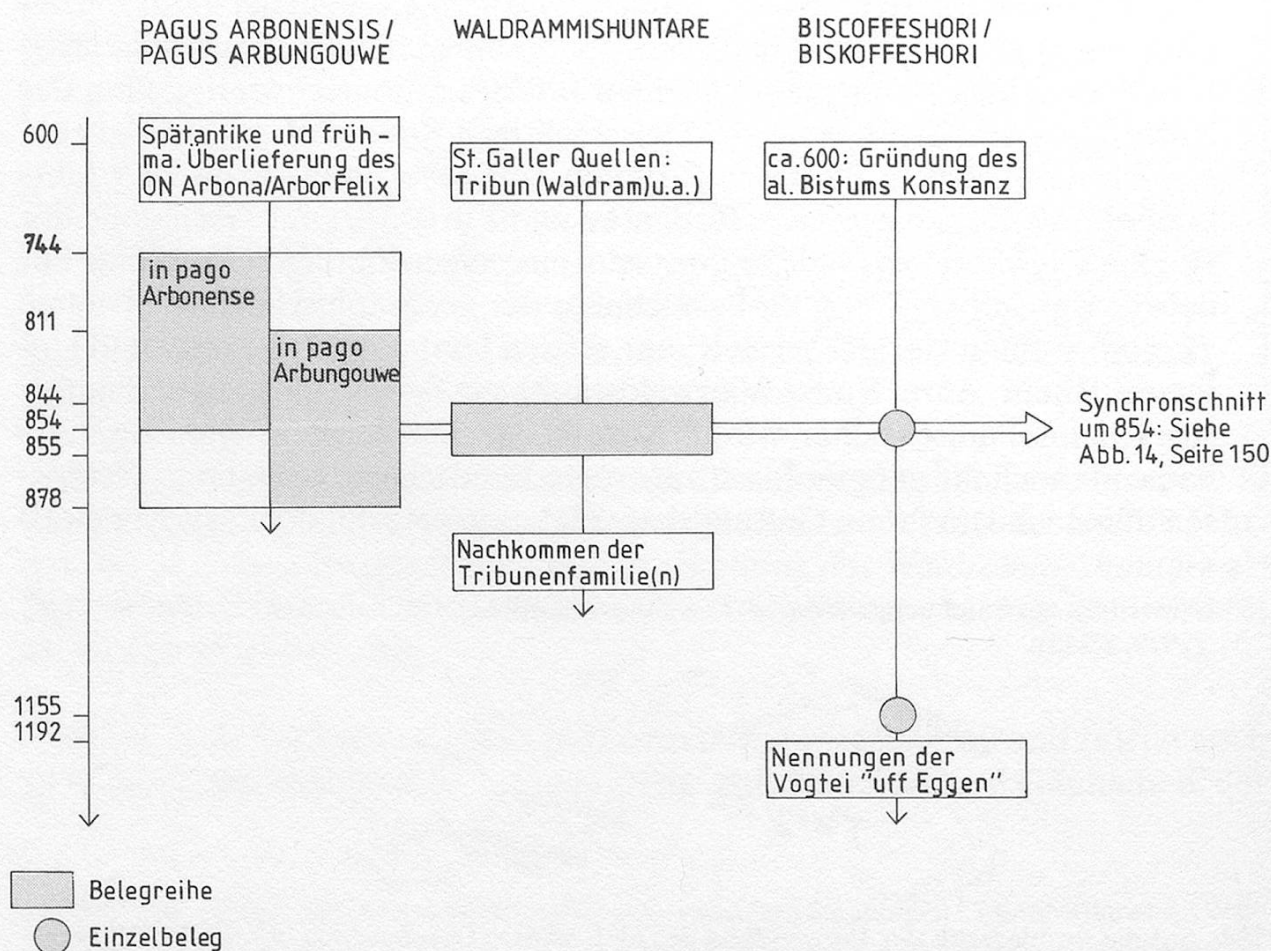 PAGUS ARBONENSIS /
PAGUS ARBUNGOUWE
WALDRAMMISHUNTARE
BISCOFFESHORI /
BISKOFFESHORI
600
Spätantike und früh-
ma. Überlieferung des
ON Arbona/Arbor Felix
St. Galler Quellen:
Tribun (Waldram) u.a.)
ca. 600: Gründung des
al. Bistums Konstanz
744
in pago
Arbonense
811
in pago
Arbungouwe
844
854
855
Synchronschnitt
um 854: Siehe
Abb. 14, Seite 150
878
Nachkommen der
Tribunenfamilie(n)
1155
1192
Nennungen der
Vogtei "uff Eggen"
Belegreihe
Einzelbeleg